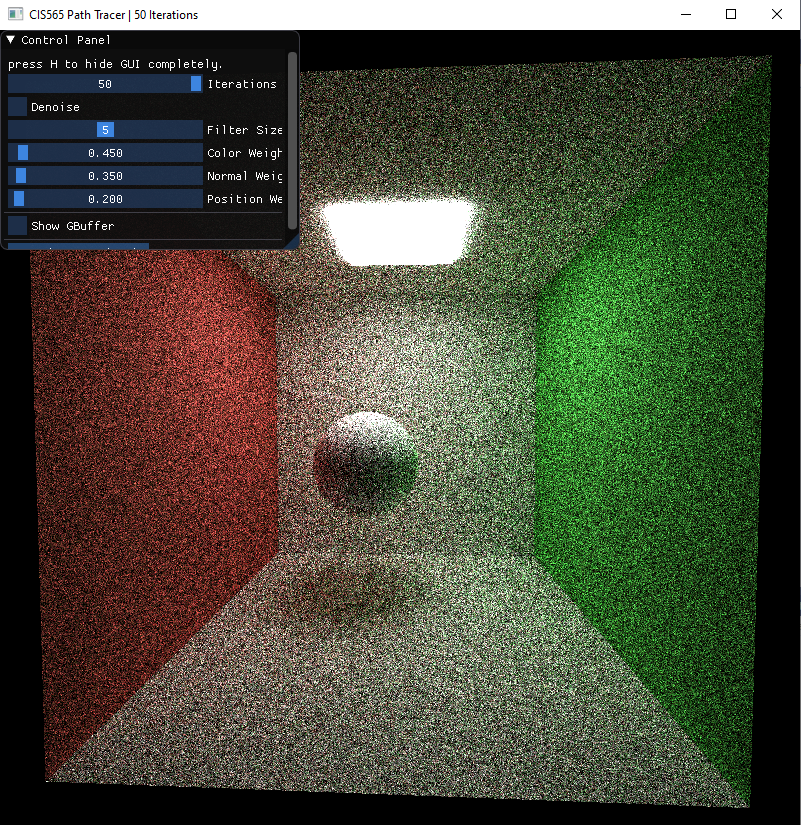 CIS565 Path Tracer | 50 Iterations
Control Panel
press H to hide GUI completely.
50 Iterations
Denoise
5 Filter Size
0.450 Color Weigh
0.350 Normal Weig
0.200 Position We
Show GBuffer